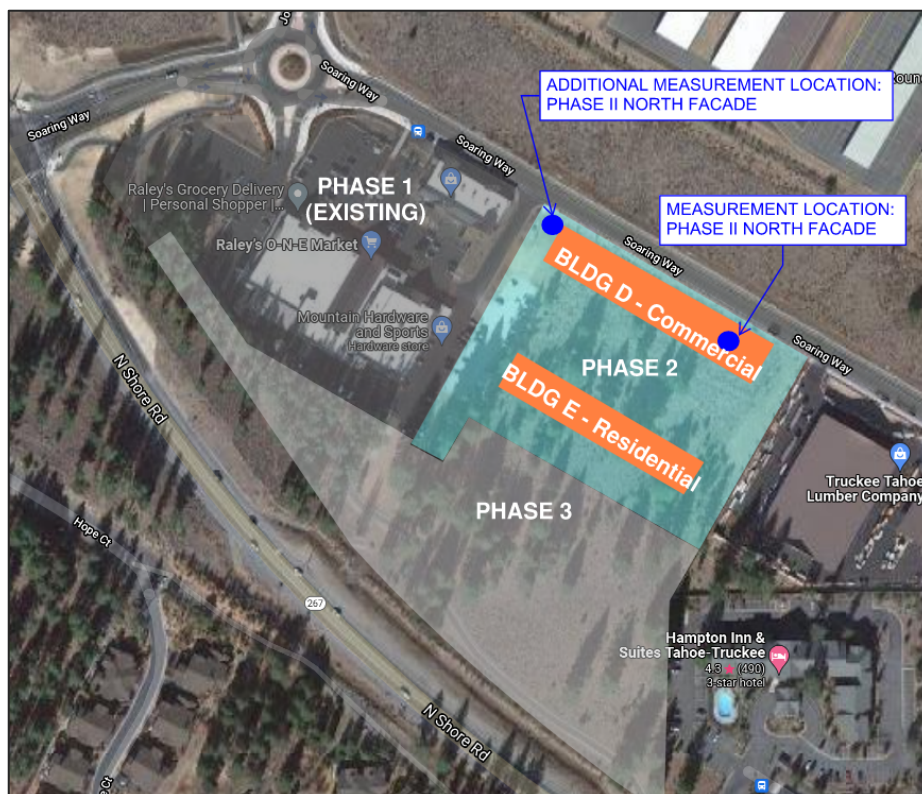 Jo
Soaring Way
Soaring Way
ADDITIONAL MEASUREMENT LOCATION:
PHASE II NORTH FACADE
Soaring Way
Raley's Grocery Delivery
| Personal Shopper |...
PHASE 1
(EXISTING)
Raley's O-N-E Market
MEASUREMENT LOCATION:
PHASE II NORTH FACADE
Soaring Way
BLDG D - Commercial
Mountain Hardware
and Sports
Hardware store
Soaring Way
PHASE 2
BLDG E - Residential
N Shore Rd
Truckee Tahoe
Lumber Company
PHASE 3
Hope Ct
267
Hampton Inn &
Suites Tahoe-Truckee
4.3 (490)
3-star hotel
N Shore Rd
Ct